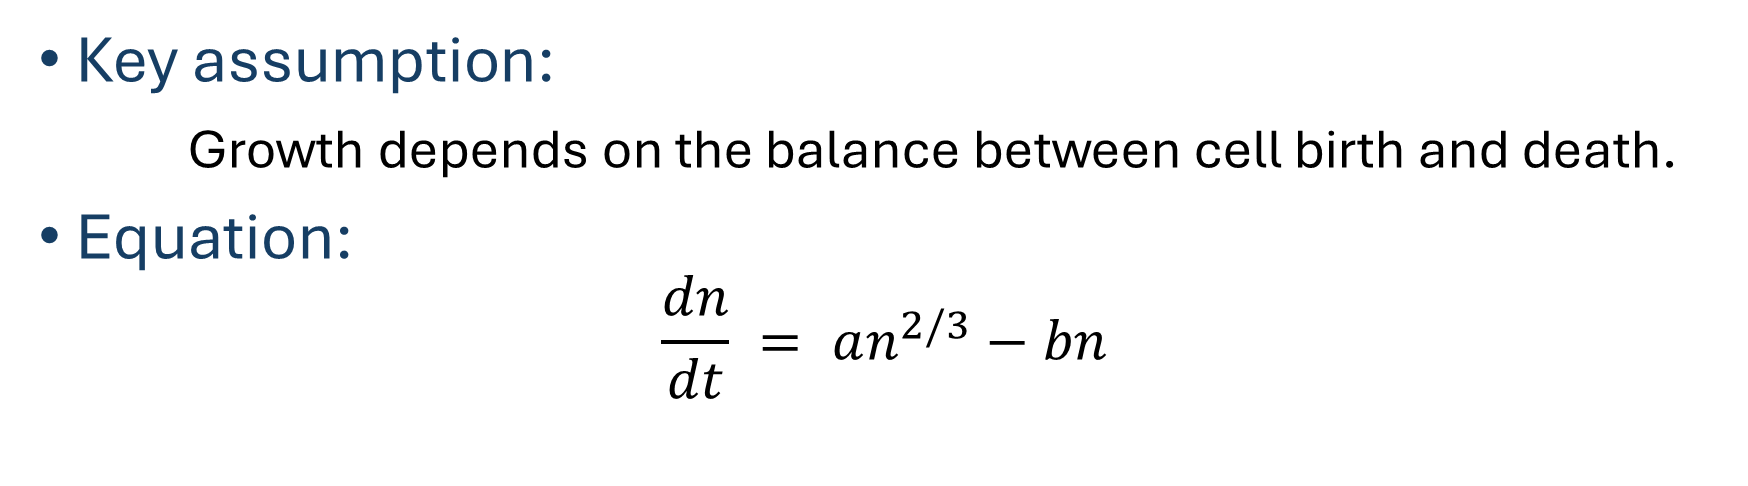 • Key assumption:
Growth depends on the balance between cell birth and death.
• Equation:
dn/dt = an^{2/3} − bn